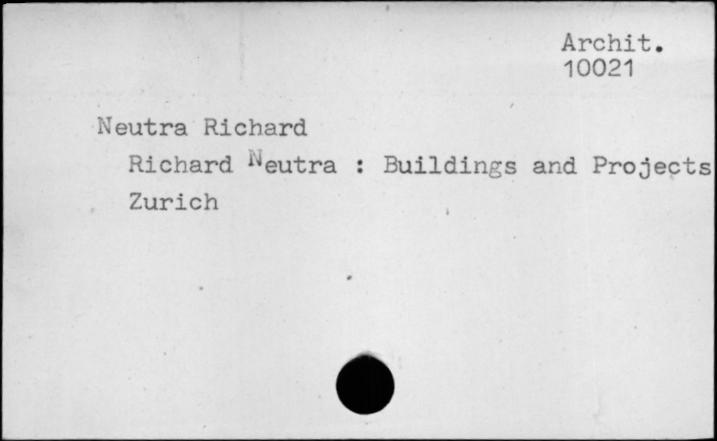 Archit.
10021
Neutra Richard
Richard Neutra : Buildings and Projects
Zurich